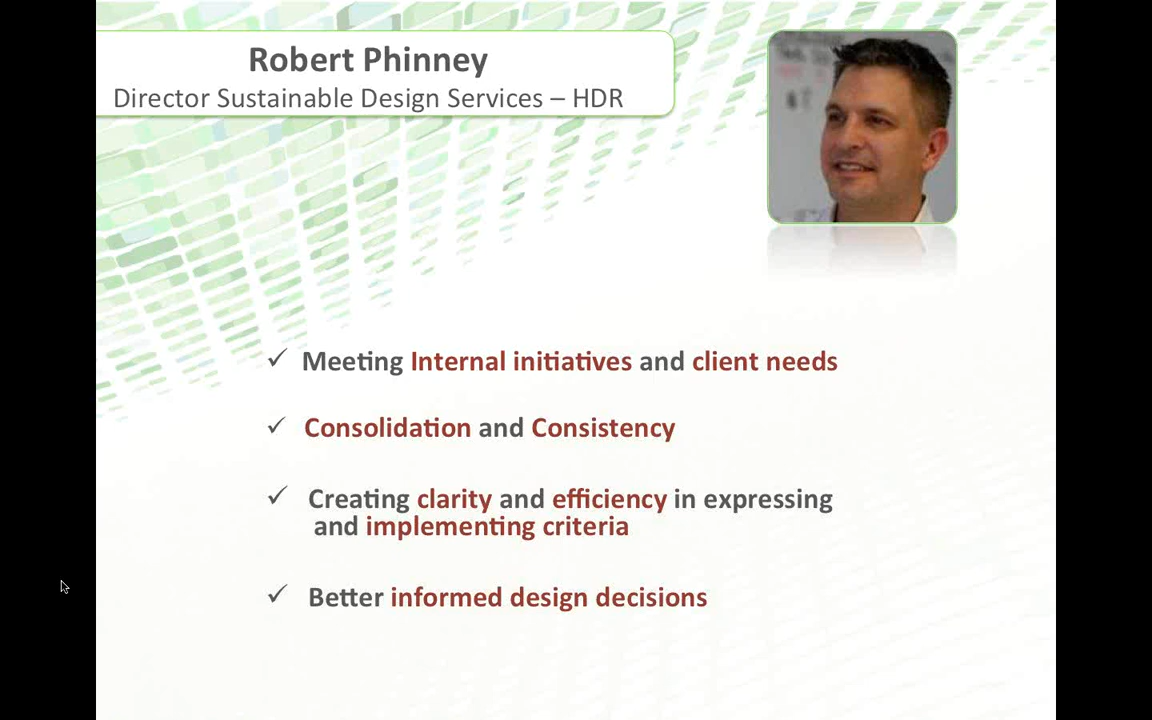 Robert Phinney
Director Sustainable Design Services – HDR
✓ Meeting Internal initiatives and client needs
✓ Consolidation and Consistency
✓ Creating clarity and efficiency in expressing
and implementing criteria
✓ Better informed design decisions